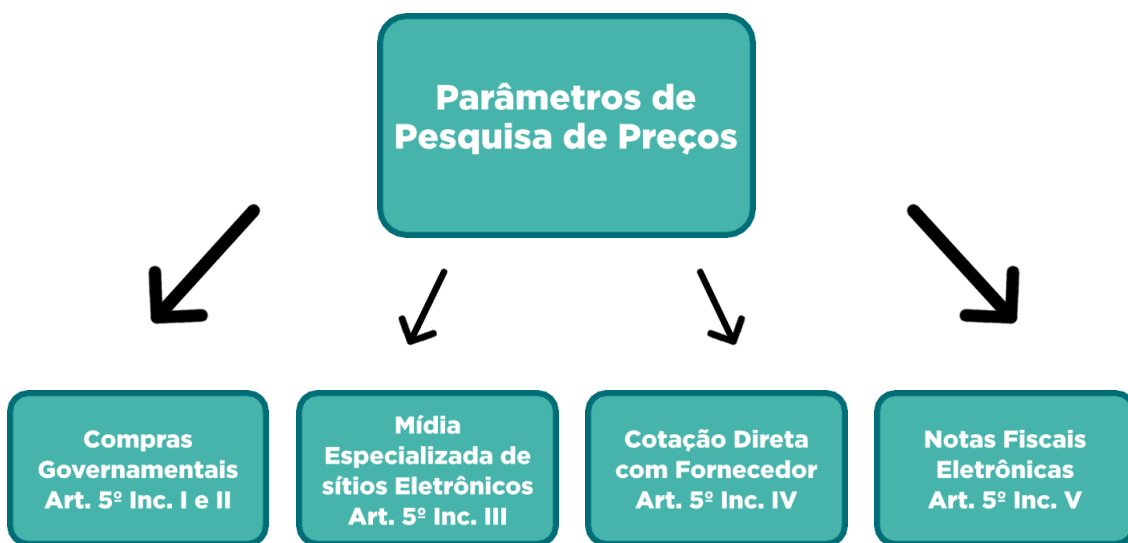 Parâmetros de
Pesquisa de Preços
Compras
Governamentais
Art. 5º Inc. I e II
Mídia
Especializada de
sítios Eletrônicos
Art. 5º Inc. III
Cotação Direta
com Fornecedor
Art. 5º Inc. IV
Notas Fiscais
Eletrônicas
Art. 5º Inc. V